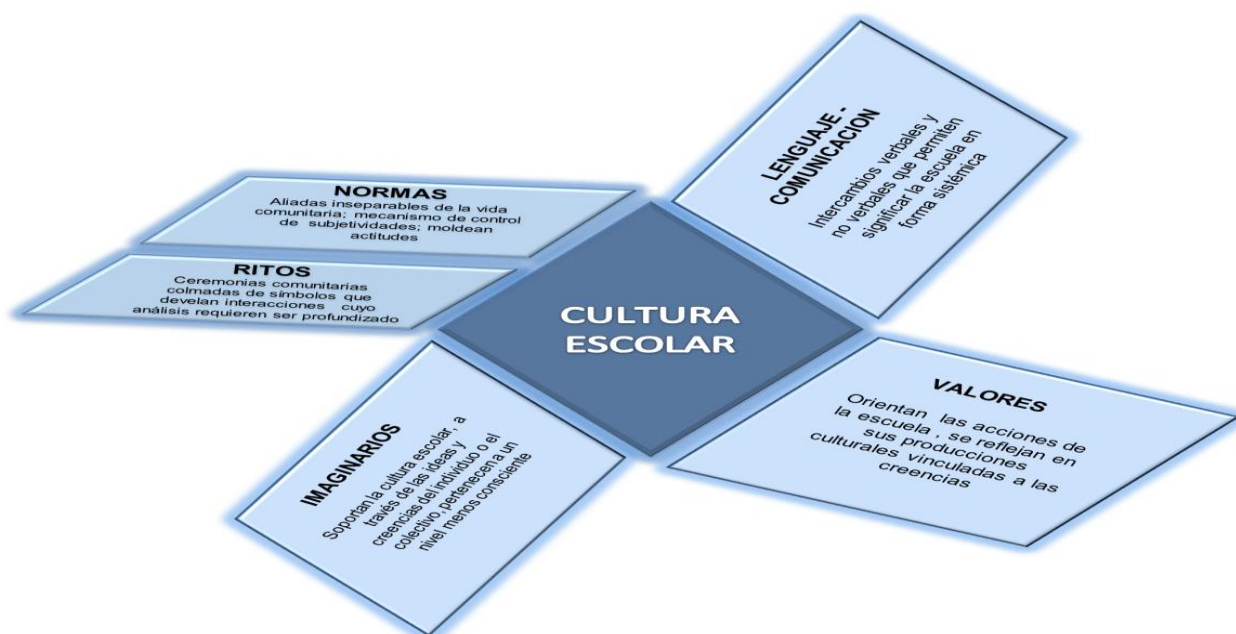 NORMAS
Aliadas inseparables de la vida
comunitaria; mecanismo de control
de subjetividades; moldean
actitudes
RITOS
Ceremonias comunitarias
colmadas de símbolos que
develan interacciones cuyo
análisis requieren ser profundizado
LENGUAJE -
COMUNICACION
Intercambios verbales y
no verbales que permiten
significar la escuela en
forma sistémica
CULTURA
ESCOLAR
IMAGINARIOS
Soportan la cultura escolar, a
través de las ideas y
creencias del individuo o el
colectivo, pertenecen a un
nivel menos consciente
VALORES
Orientan las acciones de
la escuela , se reflejan en
sus producciones
culturales vinculadas a las
creencias